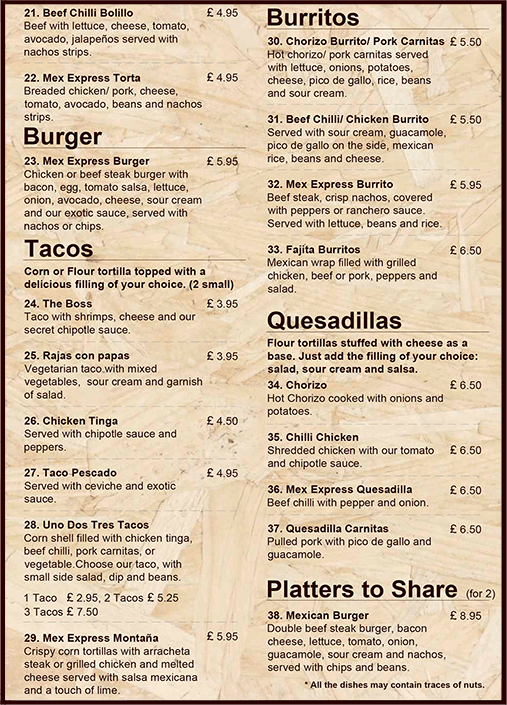 21. Beef Chilli Bolillo £ 4.95
Beef with lettuce, cheese, tomato,
avocado, jalapeños served with
nachos strips.
22. Mex Express Torta £ 4.95
Breaded chicken/ pork, cheese,
tomato, avocado, beans and nachos
strips.
Burger
23. Mex Express Burger £ 5.95
Chicken or beef steak burger with
bacon, egg, tomato salsa, lettuce,
onion, avocado, cheese, sour cream
and our exotic sauce, served with
nachos or chips.
Tacos
Corn or Flour tortilla topped with a
delicious filling of your choice. (2 small)
24. The Boss £ 3.95
Taco with shrimps, cheese and our
secret chipotle sauce.
25. Rajas con papas £ 3.95
Vegetarian taco with mixed
vegetables, sour cream and garnish
of salad.
26. Chicken Tinga £ 4.50
Served with chipotle sauce and
peppers.
27. Taco Pescado £ 4.95
Served with ceviche and exotic
sauce.
28. Uno Dos Tres Tacos
Corn shell filled with chicken tinga,
beef chilli, pork carnitas, or
vegetable.Choose our taco, with
small side salad, dip and beans.
1 Taco £ 2.95, 2 Tacos £ 5.25
3 Tacos £ 7.50
29. Mex Express Montaña £ 5.95
Crispy corn tortillas with arracheta
steak or grilled chicken and melted
cheese served with salsa mexicana
and a touch of lime.
Burritos
30. Chorizo Burrito/ Pork Carnitas £ 5.50
Hot chorizo/ pork carnitas served
with lettuce, onions, potatoes,
cheese, pico de gallo, rice, beans
and sour cream.
31. Beef Chilli/ Chicken Burrito £ 5.50
Served with sour cream, guacamole,
pico de gallo on the side, mexican
rice, beans and cheese.
32. Mex Express Burrito £ 5.95
Beef steak, crisp nachos, covered
with peppers or ranchero sauce.
Served with lettuce, beans and rice.
33. Fajita Burritos £ 6.50
Mexican wrap filled with grilled
chicken, beef or pork, peppers and
salad.
Quesadillas
Flour tortillas stuffed with cheese as a
base. Just add the filling of your choice:
salad, sour cream and salsa.
34. Chorizo £ 6.50
Hot Chorizo cooked with onions and
potatoes.
35. Chilli Chicken
Shredded chicken with our tomato £ 6.50
and chipotle sauce.
36. Mex Express Quesadilla £ 6.50
Beef chilli with pepper and onion.
37. Quesadilla Carnitas £ 6.50
Pulled pork with pico de gallo and
guacamole.
Platters to Share (for 2)
38. Mexican Burger £ 8.95
Double beef steak burger, bacon
cheese, lettuce, tomato, onion,
guacamole, sour cream and nachos,
served with chips and beans.
* All the dishes may contain traces of nuts.